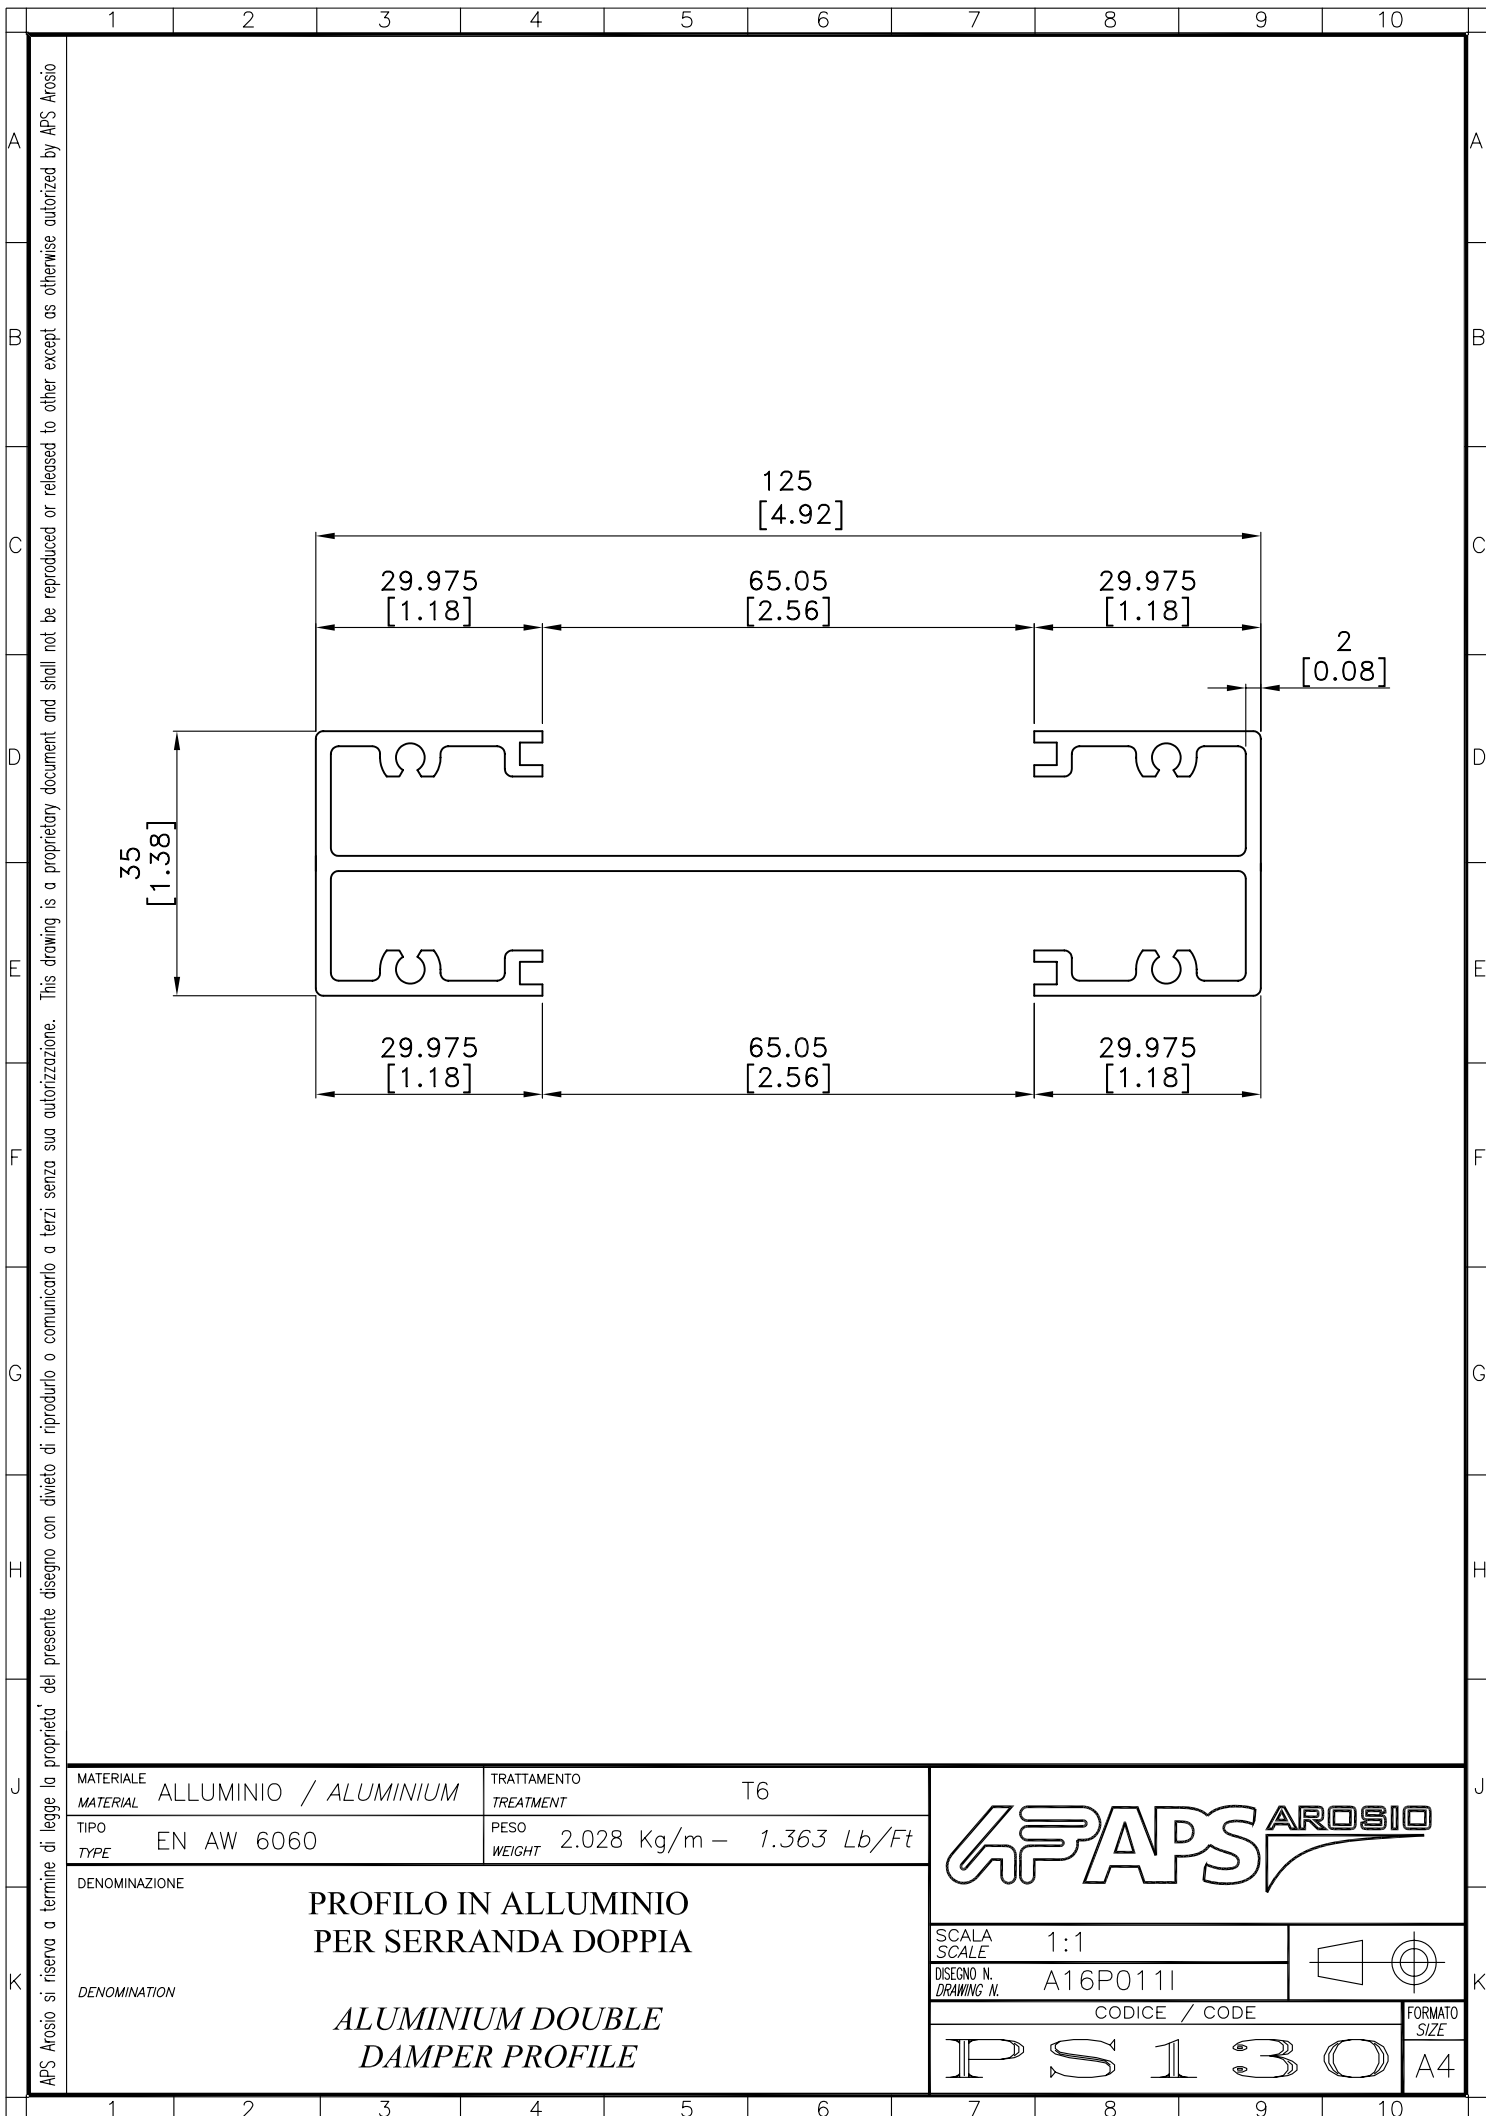 1 2 3 4 5 6 7 8 9 10
A A
B B
C C
D D
E E
F F
G G
H H
J J
K K
APS Arosio si riserva a termine di legge la proprieta' del presente disegno con divieto di riprodurlo o comunicarlo a terzi senza sua autorizzazione. This drawing is a proprietary document and shall not be reproduced or released to other except as otherwise autorized by APS Arosio
125
[4.92]
29.975 65.05 29.975
[1.18] [2.56] [1.18]
2
[0.08]
35
[1.38]
29.975 65.05 29.975
[1.18] [2.56] [1.18]
MATERIALE
MATERIAL
ALLUMINIO / ALUMINIUM
TRATTAMENTO
TREATMENT
T6
TIPO
TYPE
EN AW 6060
PESO
WEIGHT
2.028 Kg/m – 1.363 Lb/Ft
DENOMINAZIONE
PROFILO IN ALLUMINIO
PER SERRANDA DOPPIA
DENOMINATION
ALUMINIUM DOUBLE
DAMPER PROFILE
APS AROSIO
SCALA
SCALE
1:1
DISEGNO N.
DRAWING N.
A16P011I
CODICE / CODE
PS130
FORMATO
SIZE
A4
1 2 3 4 5 6 7 8 9 10